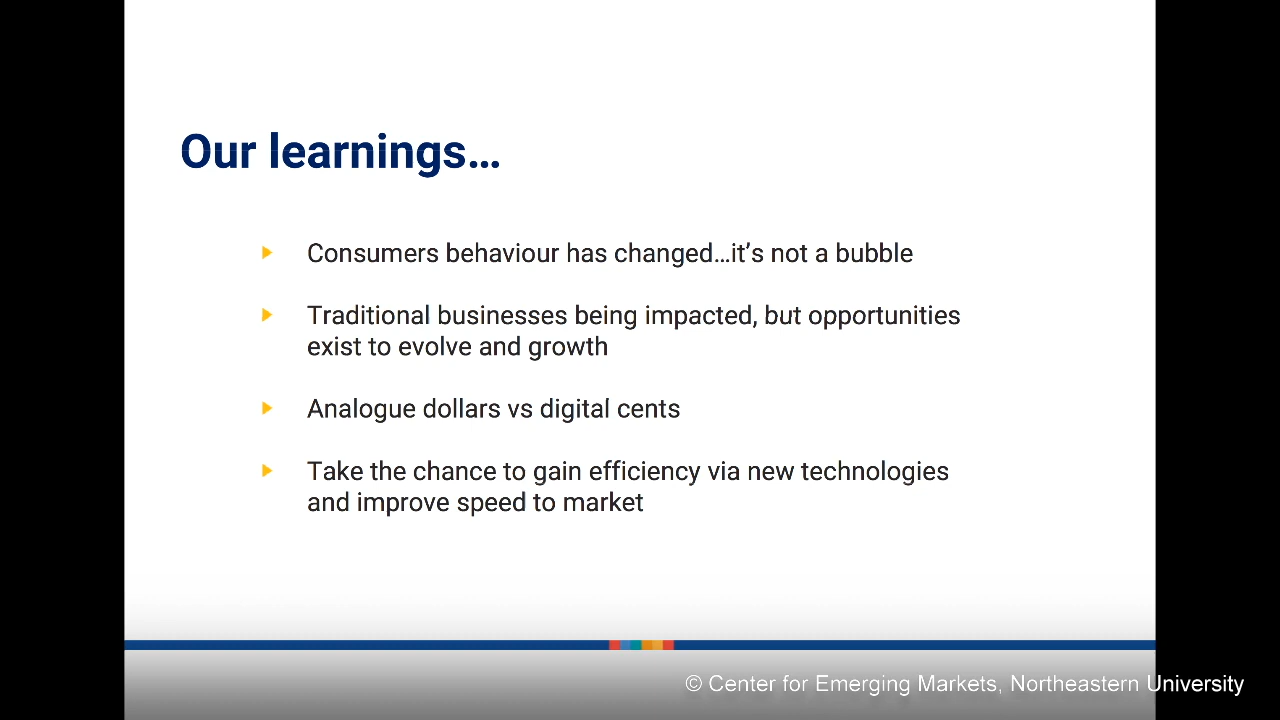 Our learnings…
Consumers behaviour has changed…it’s not a bubble
Traditional businesses being impacted, but opportunities
exist to evolve and growth
Analogue dollars vs digital cents
Take the chance to gain efficiency via new technologies
and improve speed to market
© Center for Emerging Markets, Northeastern University